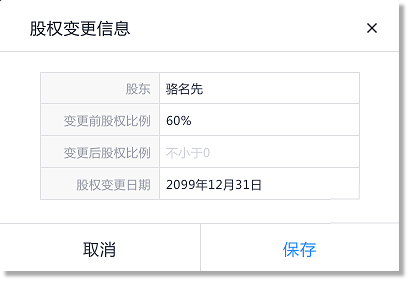 股权变更信息
股东 骆名先
变更前股权比例 60%
变更后股权比例 不小于0
股权变更日期 2099年12月31日
取消 保存